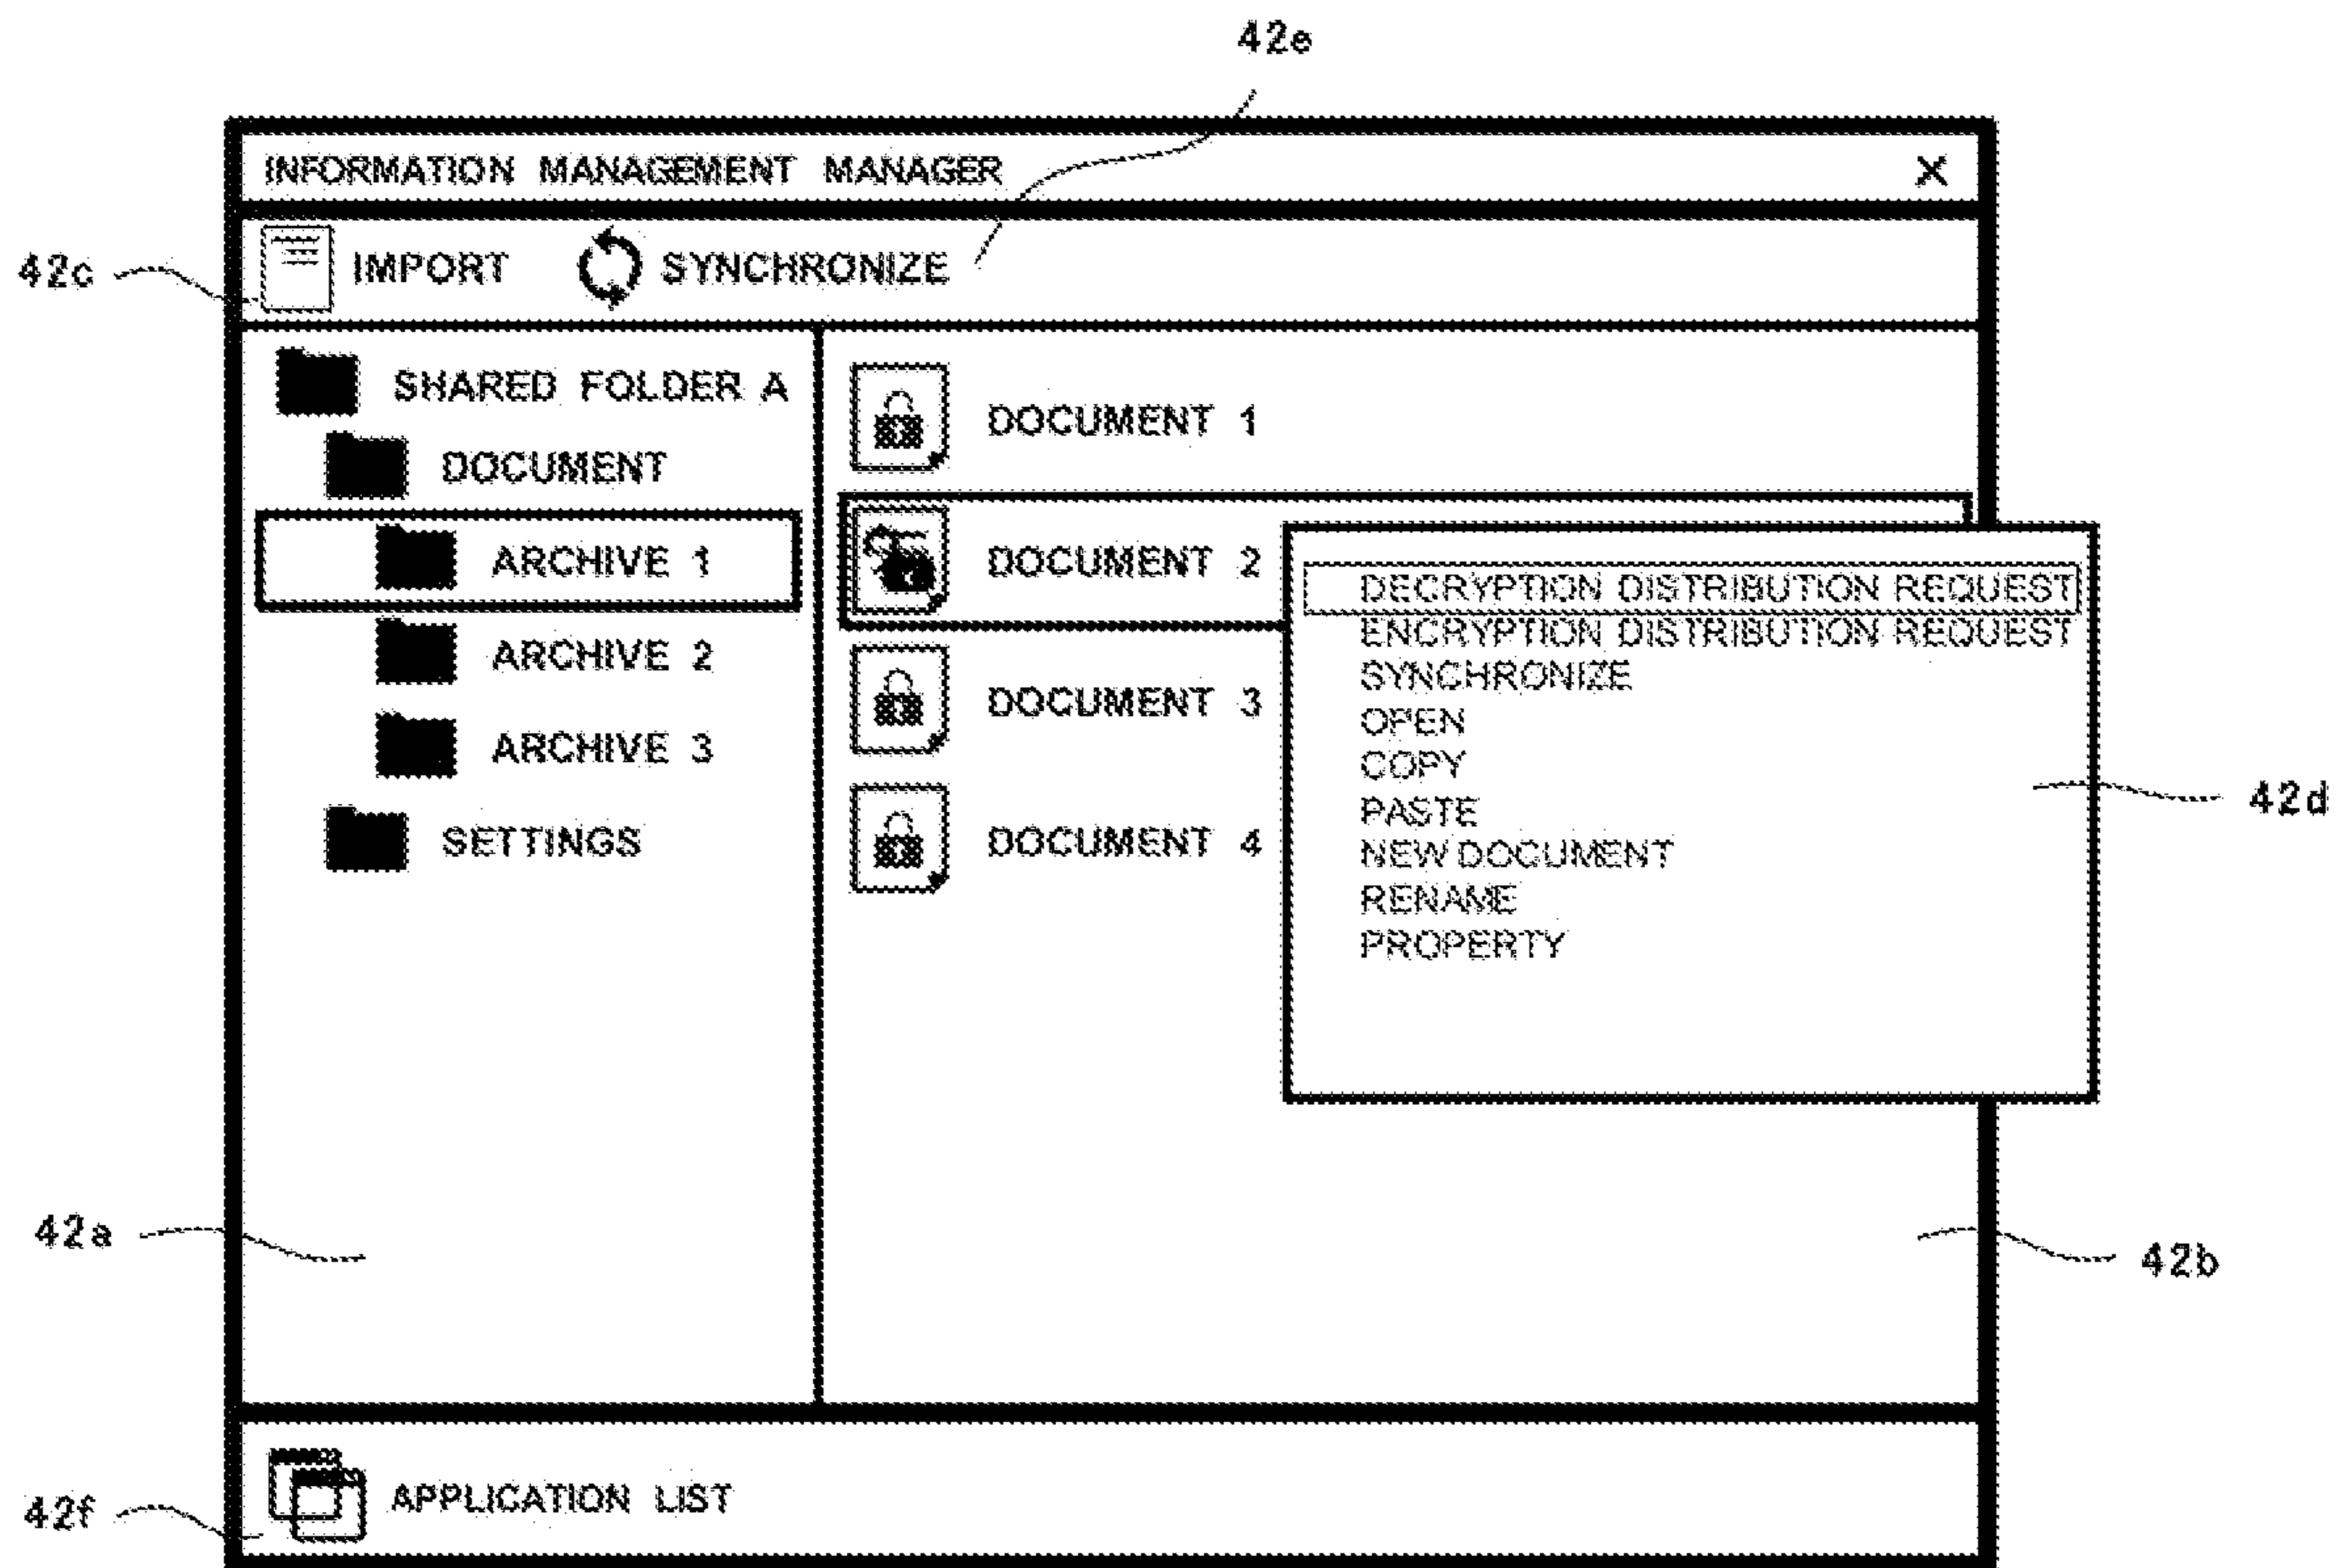 42e
INFORMATION MANAGEMENT MANAGER X
42c IMPORT SYNCHRONIZE
SHARED FOLDER A
DOCUMENT
ARCHIVE 1
ARCHIVE 2
ARCHIVE 3
SETTINGS
DOCUMENT 1
DOCUMENT 2
DOCUMENT 3
DOCUMENT 4
DECRYPTION DISTRIBUTION REQUEST
ENCRYPTION DISTRIBUTION REQUEST
SYNCHRONIZE
OPEN
COPY
PASTE
NEW DOCUMENT
RENAME
PROPERTY
42d
42a
42b
42f APPLICATION LIST